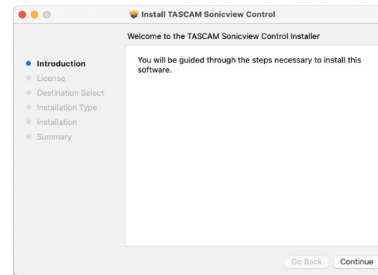 Install TASCAM Sonicview Control
Welcome to the TASCAM Sonicview Control Installer
Introduction
License
Destination Select
Installation Type
Installation
Summary
You will be guided through the steps necessary to install this
software.
Go Back
Continue